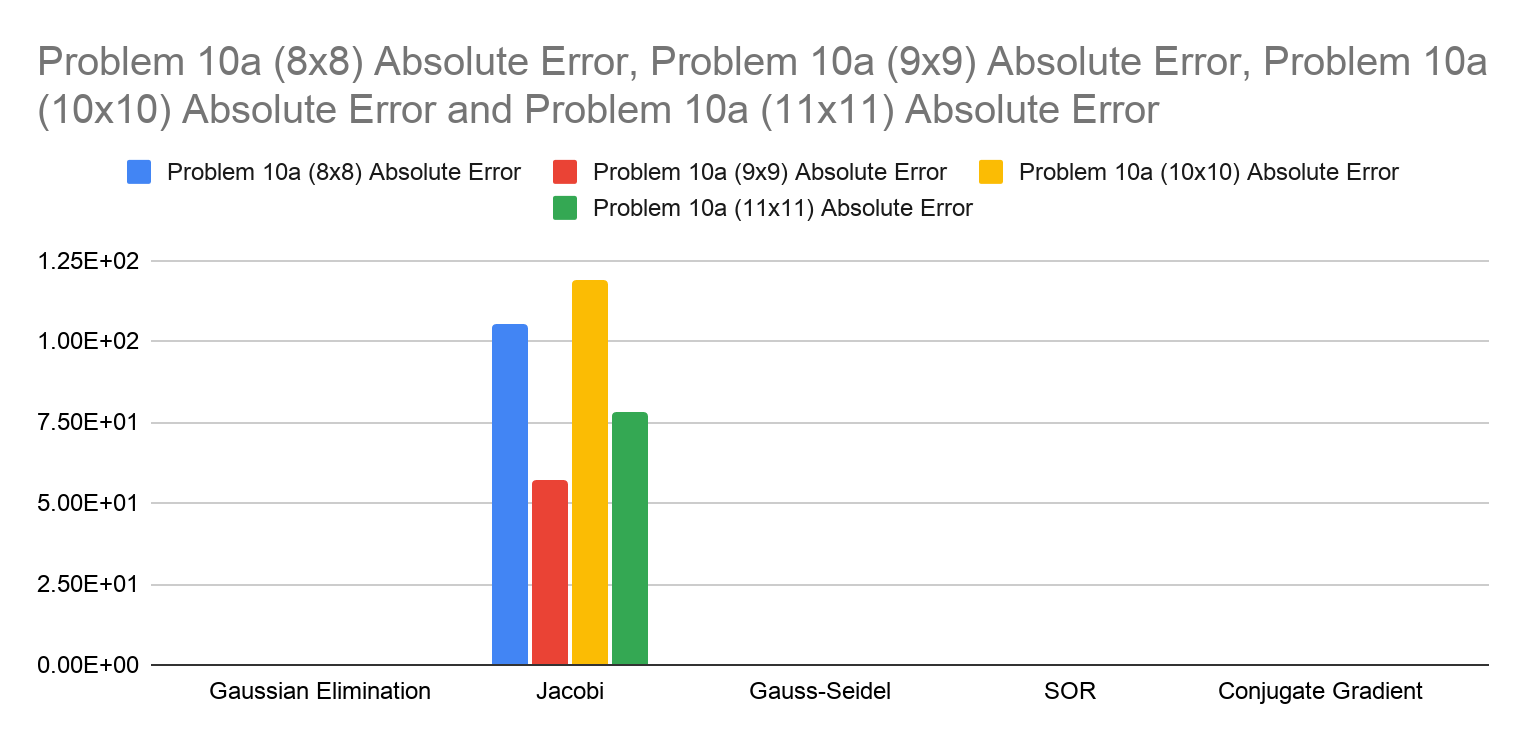 Problem 10a (8x8) Absolute Error, Problem 10a (9x9) Absolute Error, Problem 10a
(10x10) Absolute Error and Problem 10a (11x11) Absolute Error
Problem 10a (8x8) Absolute Error
Problem 10a (9x9) Absolute Error
Problem 10a (10x10) Absolute Error
Problem 10a (11x11) Absolute Error
1.25E+02
1.00E+02
7.50E+01
5.00E+01
2.50E+01
0.00E+00
Gaussian Elimination
Jacobi
Gauss-Seidel
SOR
Conjugate Gradient